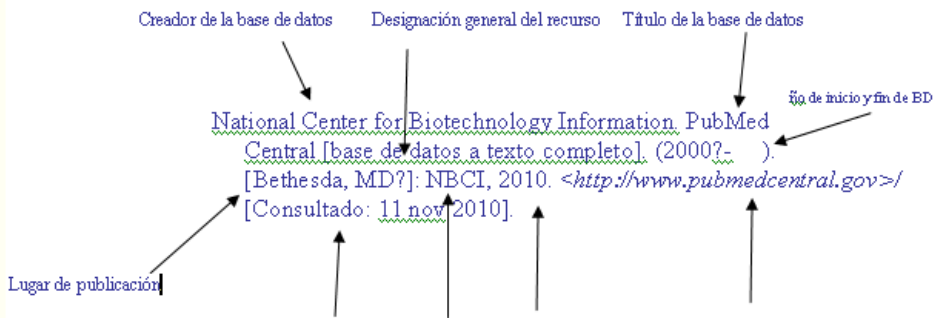 Creador de la base de datos Designación general del recurso Título de la base de datos
ño de inicio y fin de BD
National Center for Biotechnology Information. PubMed
Central [base de datos a texto completo]. (2000?- ).
[Bethesda, MD?]: NBCI, 2010. <http://www.pubmedcentral.gov>/
[Consultado: 11 nov 2010].
Lugar de publicación